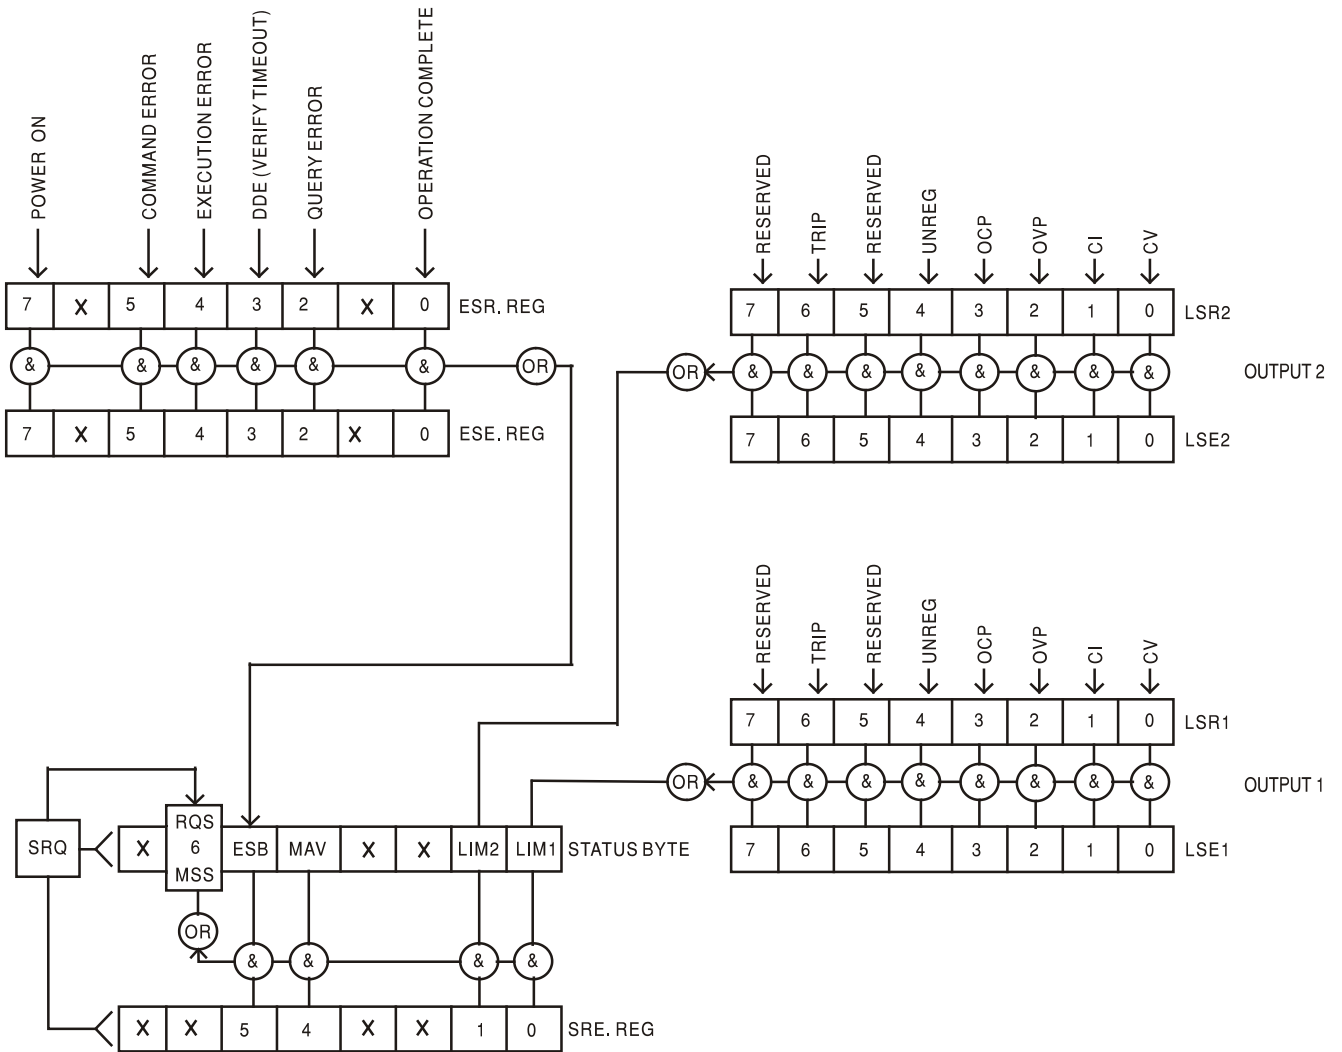 POWER ON
COMMAND ERROR
EXECUTION ERROR
DDE (VERIFY TIMEOUT)
QUERY ERROR
OPERATION COMPLETE
7 X 5 4 3 2 X 0 ESR. REG
& & & & & & OR
7 X 5 4 3 2 X 0 ESE. REG
RESERVED
TRIP
RESERVED
UNREG
OCP
OVP
CI
CV
7 6 5 4 3 2 1 0 LSR2
OR & & & & & & & & OUTPUT 2
7 6 5 4 3 2 1 0 LSE2
RESERVED
TRIP
RESERVED
UNREG
OCP
OVP
CI
CV
7 6 5 4 3 2 1 0 LSR1
OR & & & & & & & & OUTPUT 1
7 6 5 4 3 2 1 0 LSE1
SRQ
X
RQS
6
MSS
ESB MAV X X LIM2 LIM1 STATUS BYTE
OR
& & & &
X X 5 4 X X 1 0 SRE. REG